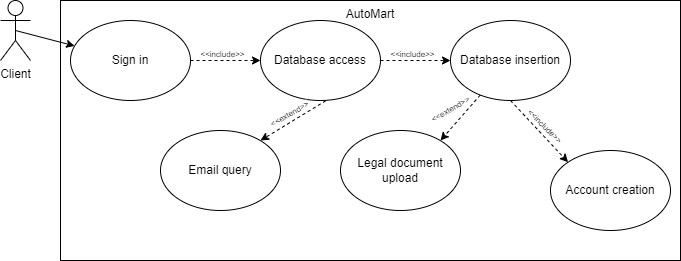 AutoMart
Client
Sign in
<<include>>
Database access
<<include>>
Database insertion
<<extend>>
<<extend>>
<<include>>
Email query
Legal document
upload
Account creation